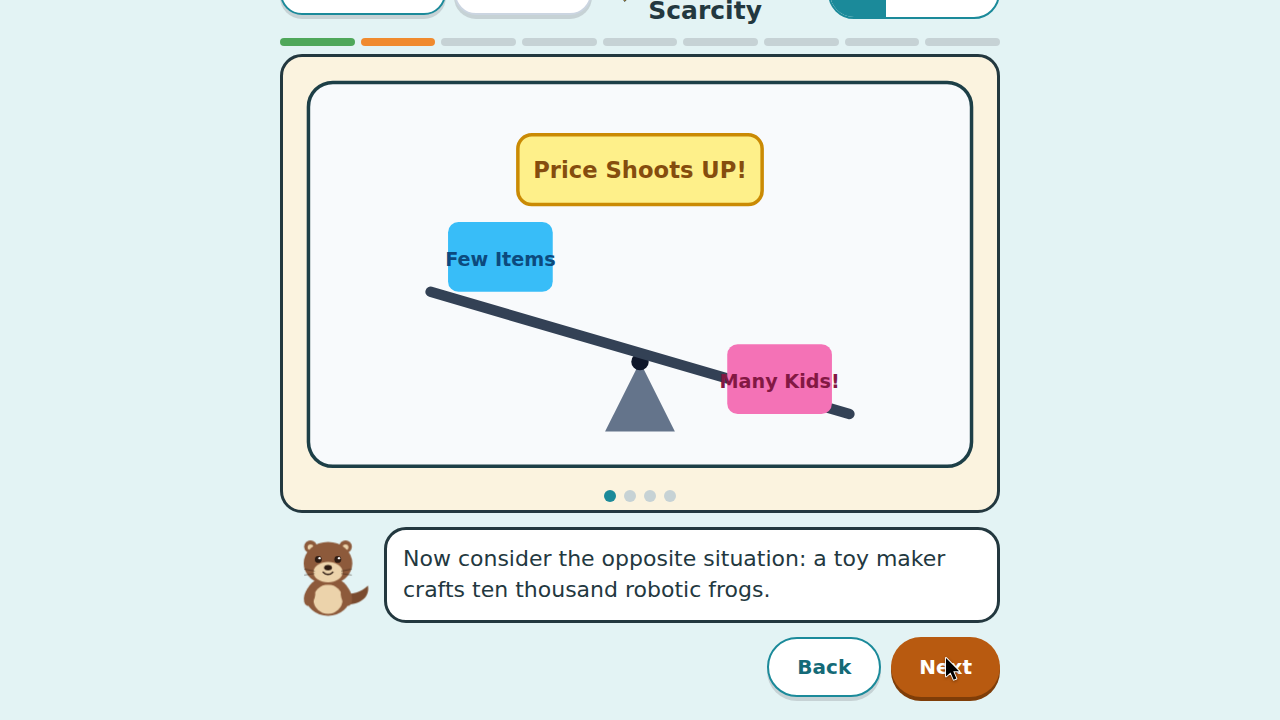 Scarcity
Price Shoots UP!
Few Items
Many Kids!
Now consider the opposite situation: a toy maker
crafts ten thousand robotic frogs.
Back
Next